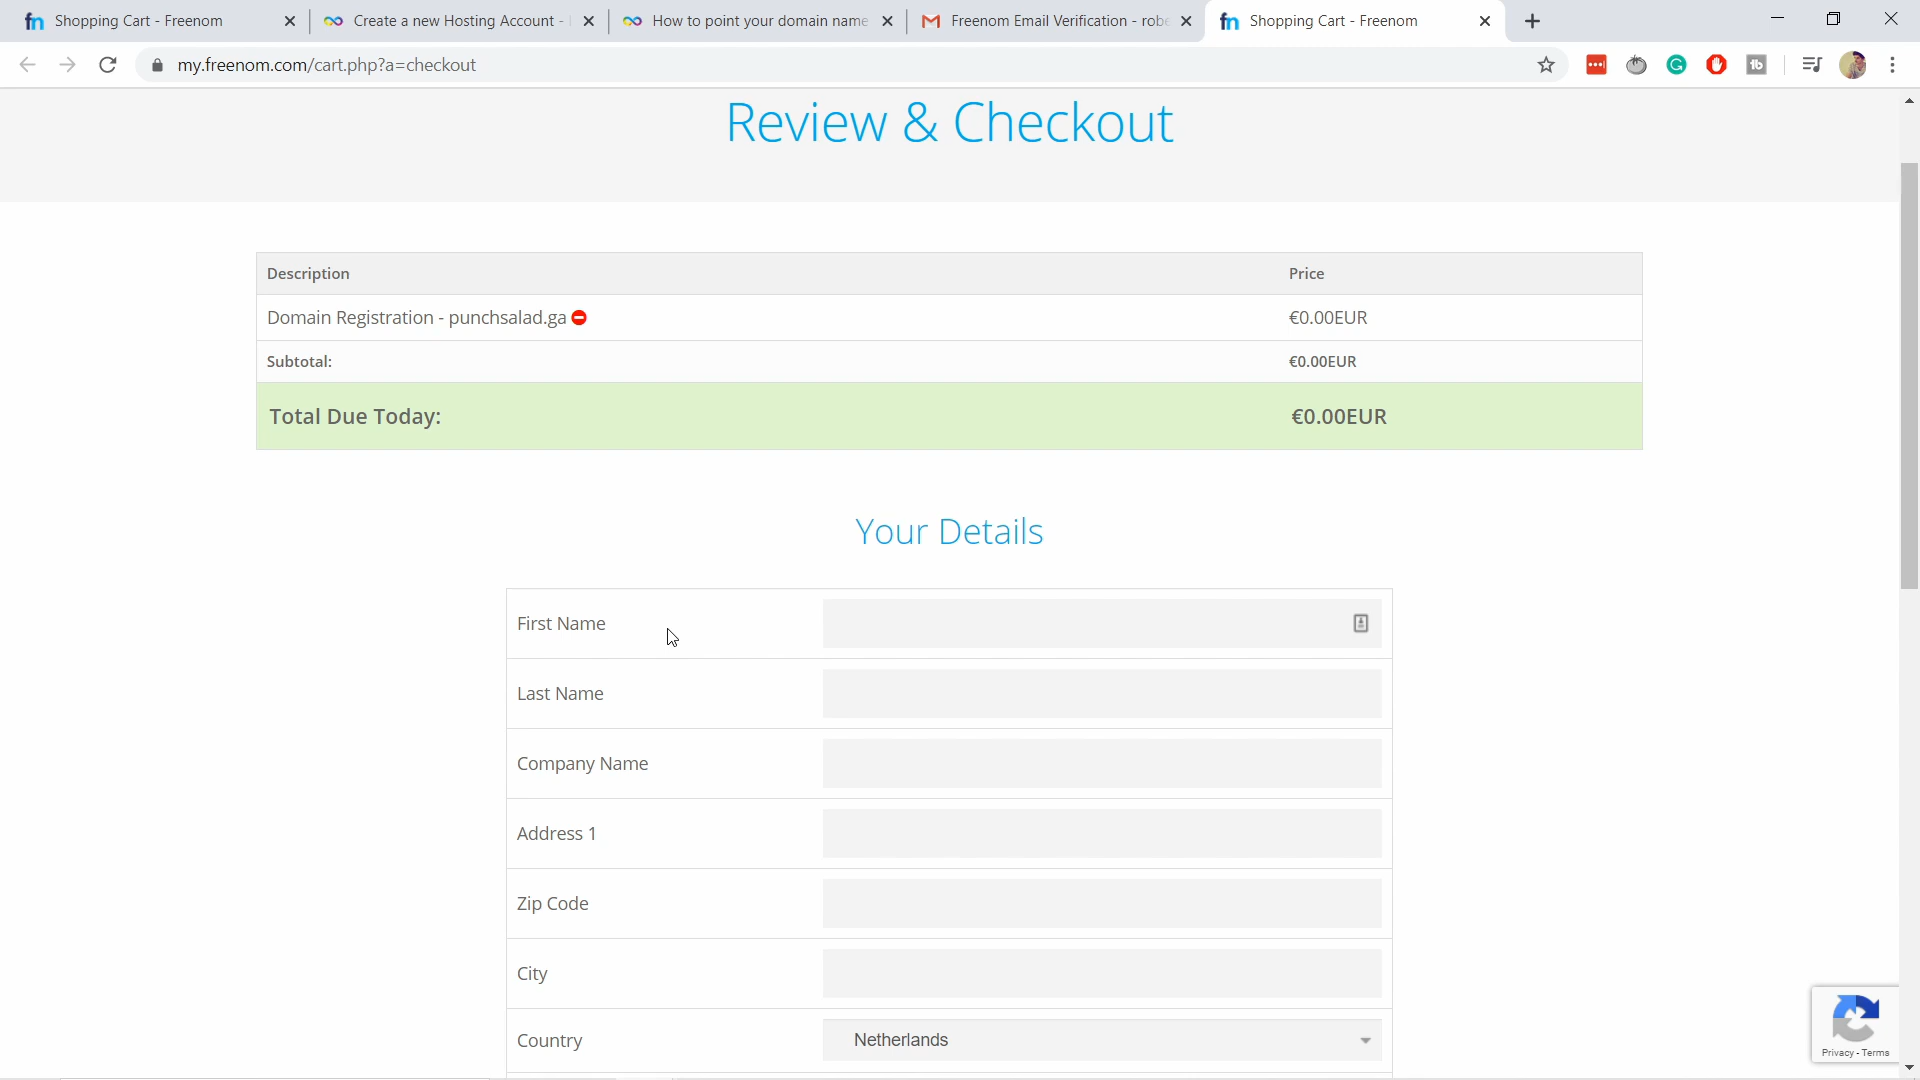 fn Shopping Cart - Freenom
Create a new Hosting Account -
How to point your domain name
Freenom Email Verification - robe
fn Shopping Cart - Freenom
my.freenom.com/cart.php?a=checkout
Review & Checkout
Description Price
Domain Registration - punchsalad.ga €0.00EUR
Subtotal: €0.00EUR
Total Due Today: €0.00EUR
Your Details
First Name
Last Name
Company Name
Address 1
Zip Code
City
Country Netherlands
Privacy - Terms